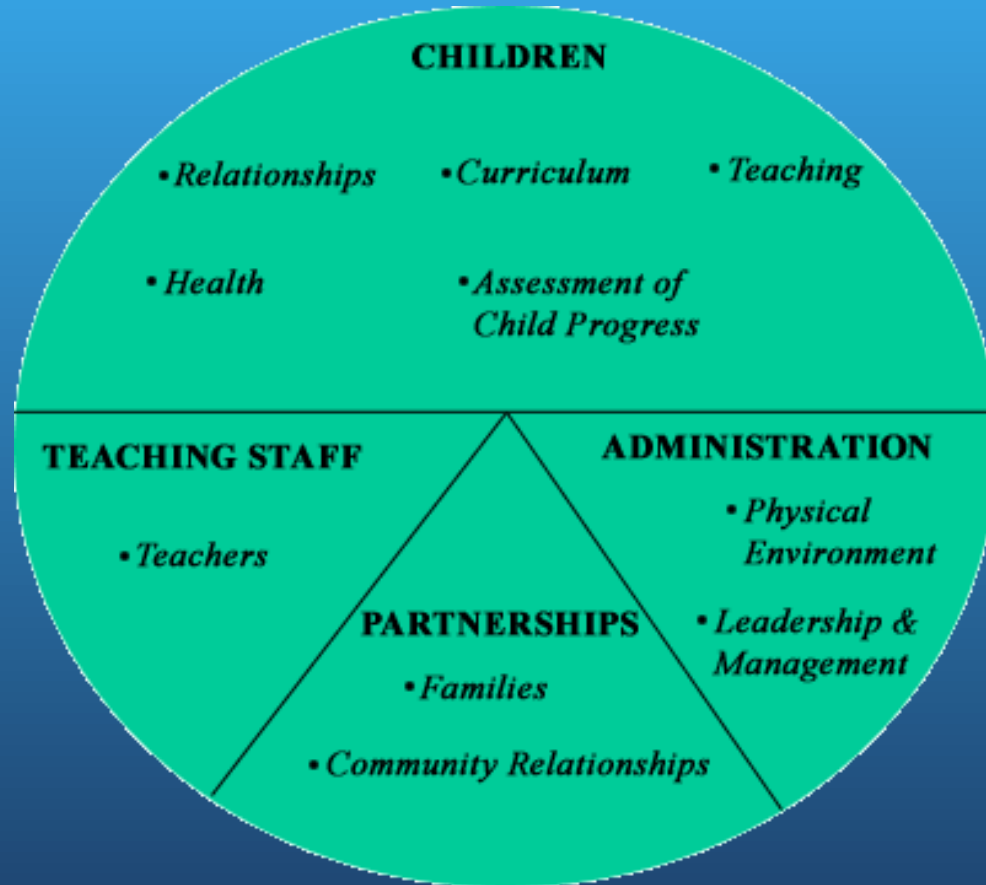 CHILDREN
•Relationships •Curriculum •Teaching
•Health •Assessment of
Child Progress
TEACHING STAFF
•Teachers
PARTNERSHIPS
•Families
•Community Relationships
ADMINISTRATION
•Physical
Environment
•Leadership &
Management